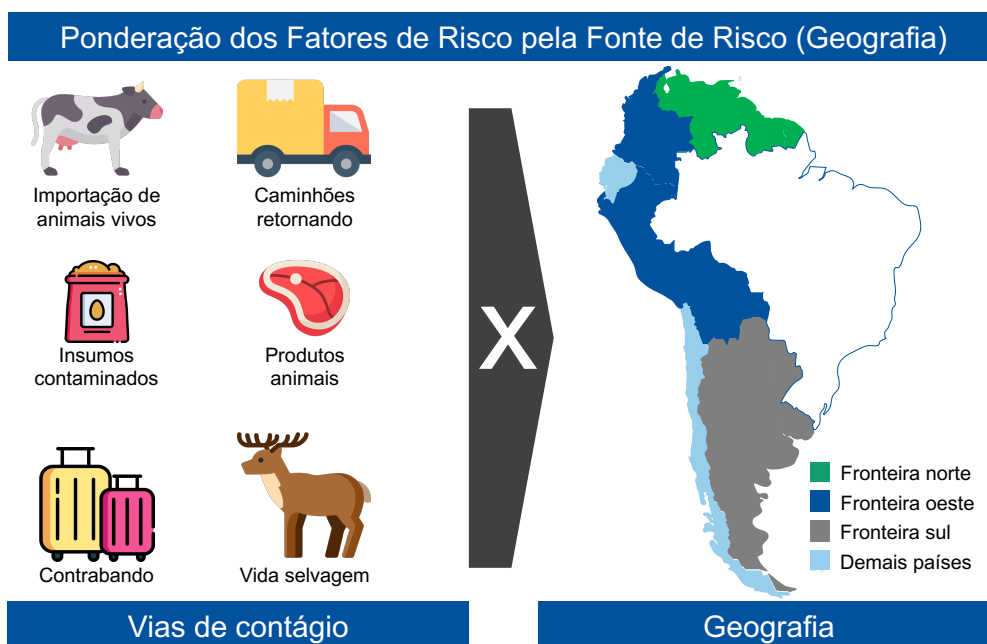 Ponderação dos Fatores de Risco pela Fonte de Risco (Geografia)
Importação de
animais vivos
Caminhões
retornando
Insumos
contaminados
Produtos
animais
Contrabando
Vida selvagem
X
Fronteira norte
Fronteira oeste
Fronteira sul
Demais países
Vias de contágio
Geografia